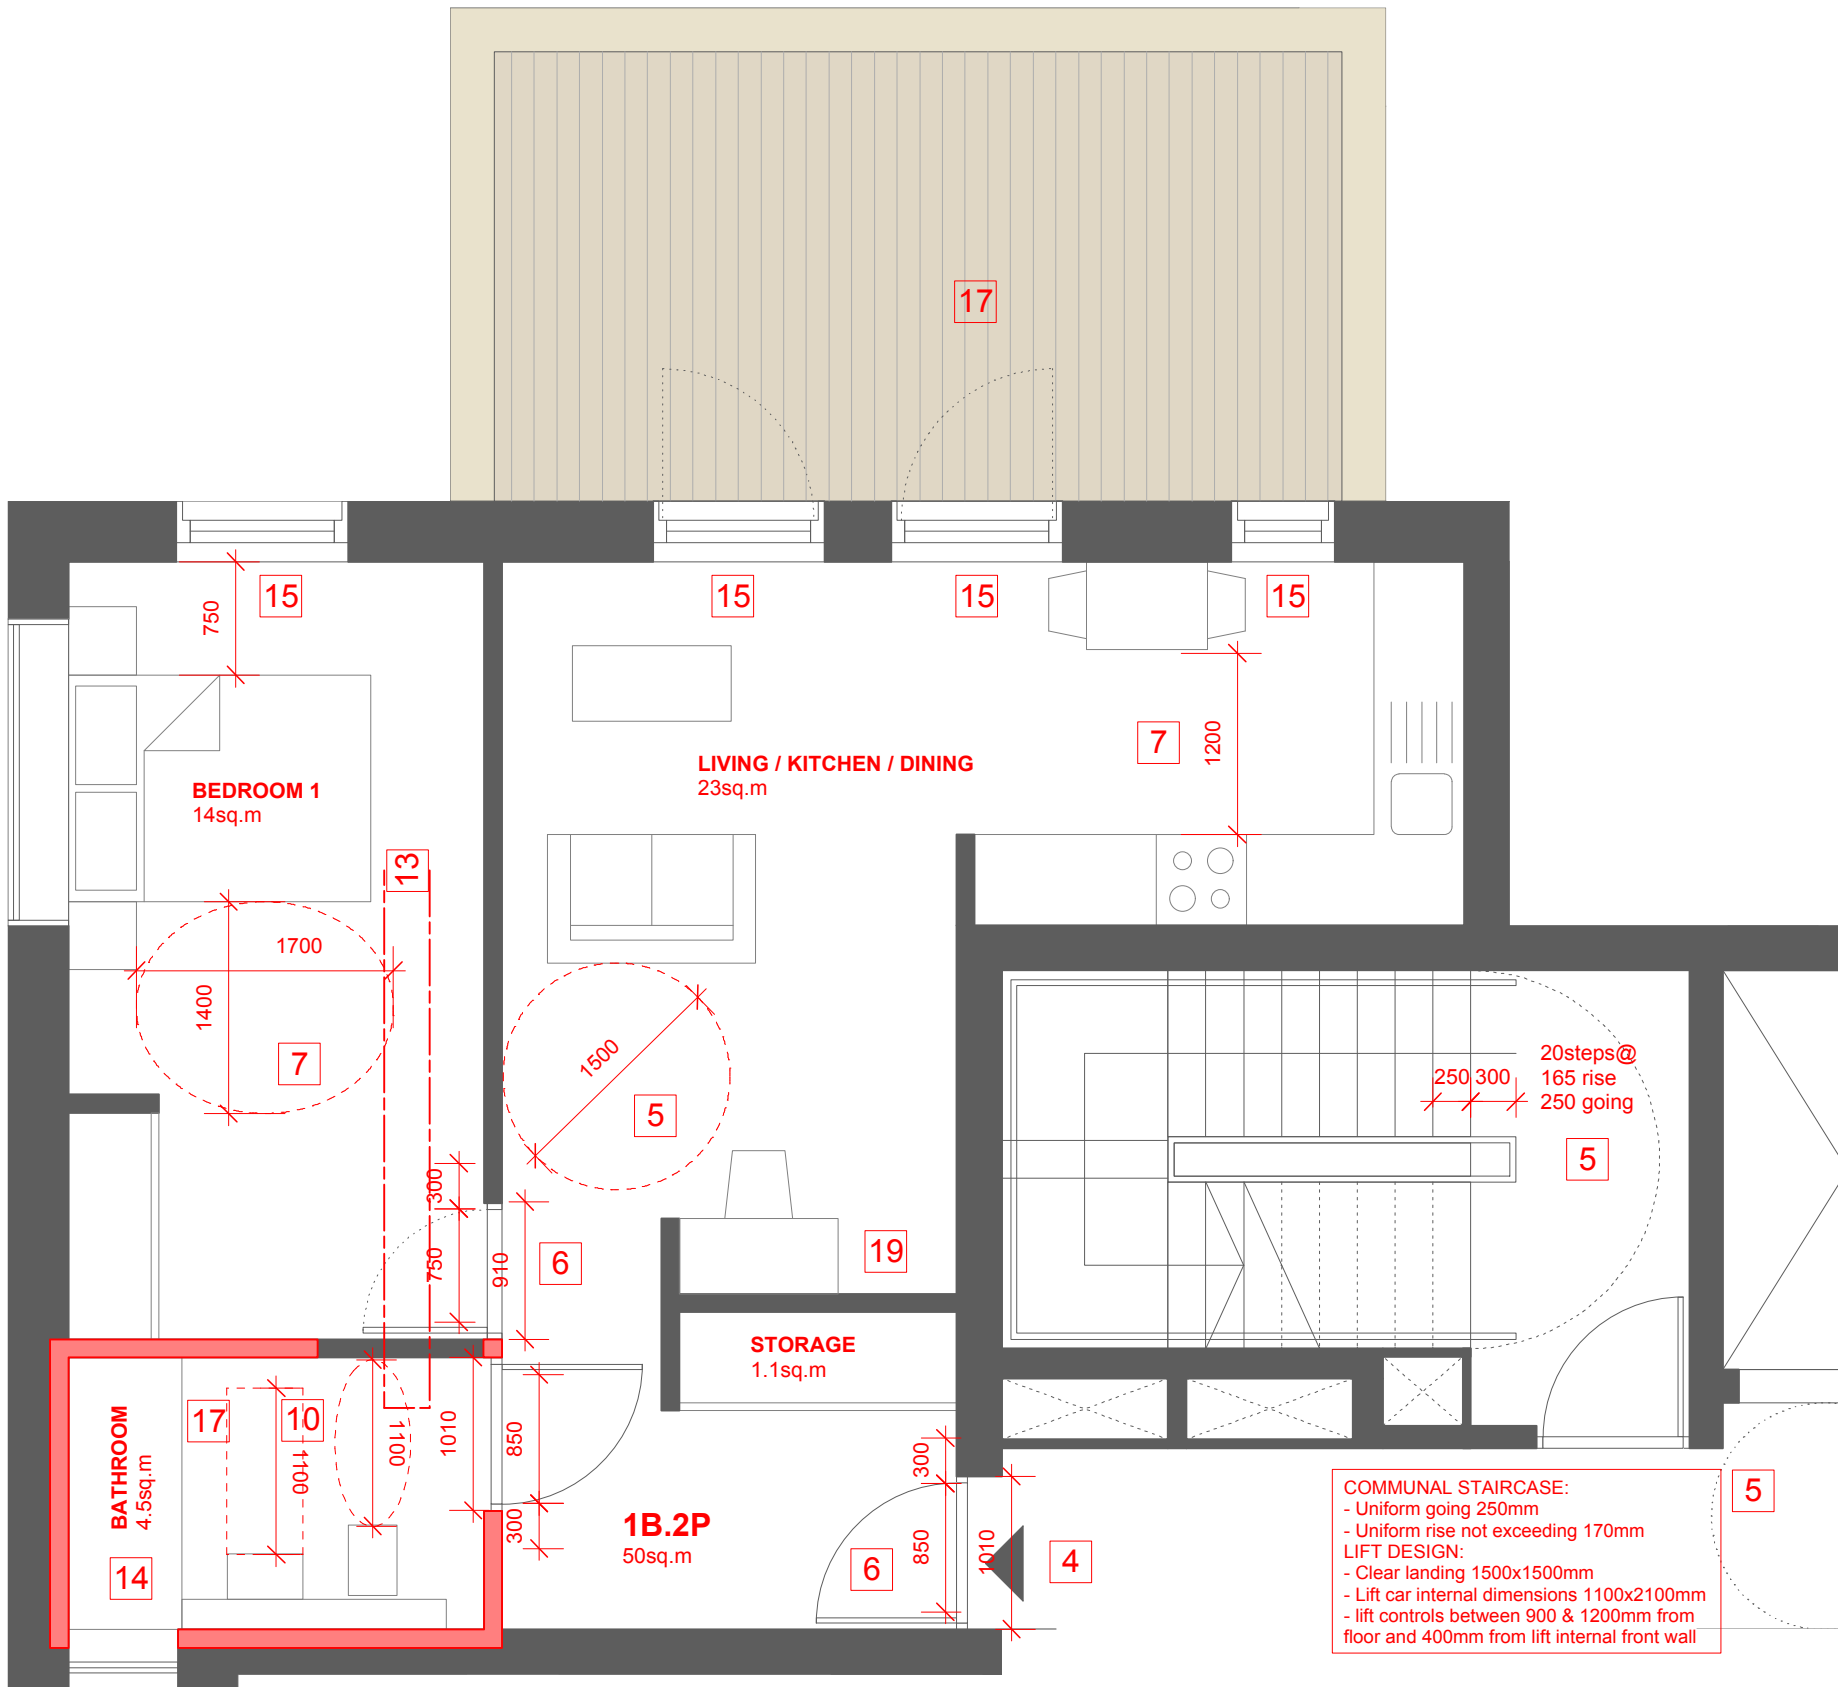 17
15
15
15
15
750
7
1200
LIVING / KITCHEN / DINING
23sq.m
BEDROOM 1
14sq.m
13
1700
1400
7
1500
5
20steps@
165 rise
250 going
250
300
5
300
750
910
6
19
STORAGE
1.1sq.m
BATHROOM
4.5sq.m
17
10
1100
1100
1010
850
300
14
1B.2P
50sq.m
300
850
1010
6
4
5
COMMUNAL STAIRCASE:
- Uniform going 250mm
- Uniform rise not exceeding 170mm
LIFT DESIGN:
- Clear landing 1500x1500mm
- Lift car internal dimensions 1100x2100mm
- lift controls between 900 & 1200mm from
floor and 400mm from lift internal front wall